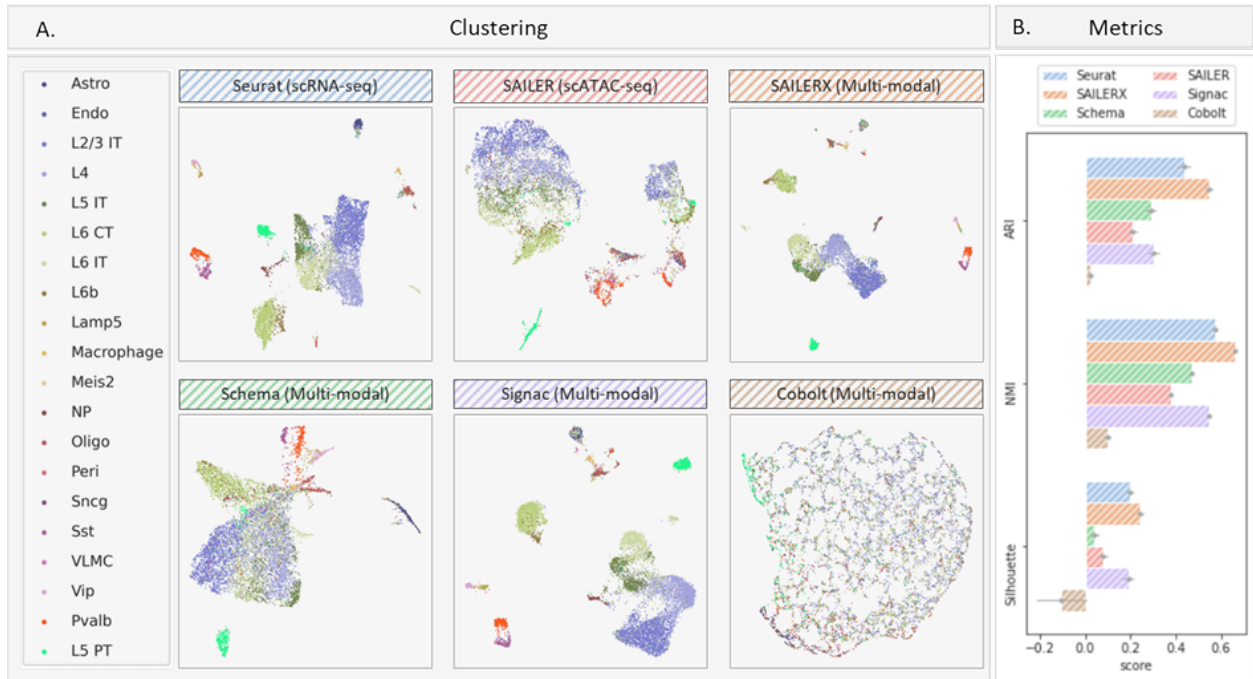 A.
Clustering
B.
Metrics
Astro
Endo
L2/3 IT
L4
L5 IT
L6 CT
L6 IT
L6b
Lamp5
Macrophage
Meis2
NP
Oligo
Peri
Sncg
Sst
VLMC
Vip
Pvalb
L5 PT
Seurat (scRNA-seq)
SAILER (scATAC-seq)
SAILERX (Multi-modal)
Schema (Multi-modal)
Signac (Multi-modal)
Cobolt (Multi-modal)
Seurat
SAILER
SAILERX
Signac
Schema
Cobolt
ARI
NMI
Silhouette
−0.2
0.0
0.2
0.4
0.6
score